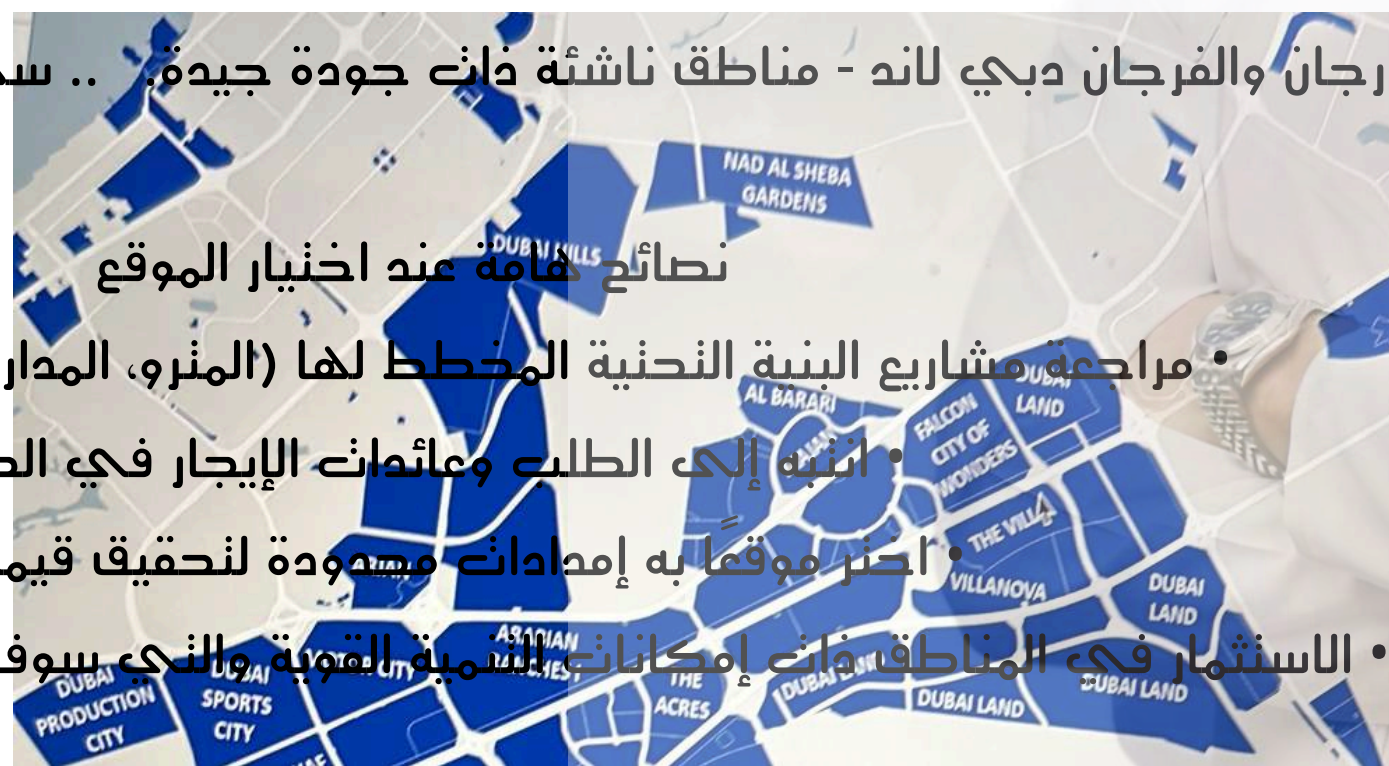 رجان والفرجان دبي لاند - مناطق ناشئة ذات جودة جيدة. ..
نصائح هامة عند اختيار الموقع
• مراجعة مشاريع البنية التحتية المخطط لها (المترو، المدار
• انتبه إلى الطلب وعائدات الإيجار في
• اختر موقعًا به إمدادات محدودة لتحقيق قيم
• الاستثمار في المناطق ذات إمكانات التنمية القوية والتي سوف
NAD AL SHEBA
GARDENS
DUBAI HILLS
AL BARARI
FALCON
CITY OF
WONDERS
DUBAI
LAND
THE VILLA
VILLANOVA
DUBAI
LAND
ARJAN
ARABIAN
THE
ACRES
DUBAI LAND
DUBAI LAND
DUBAI
PRODUCTION
CITY
DUBAI
SPORTS
CITY
MOTOR CITY